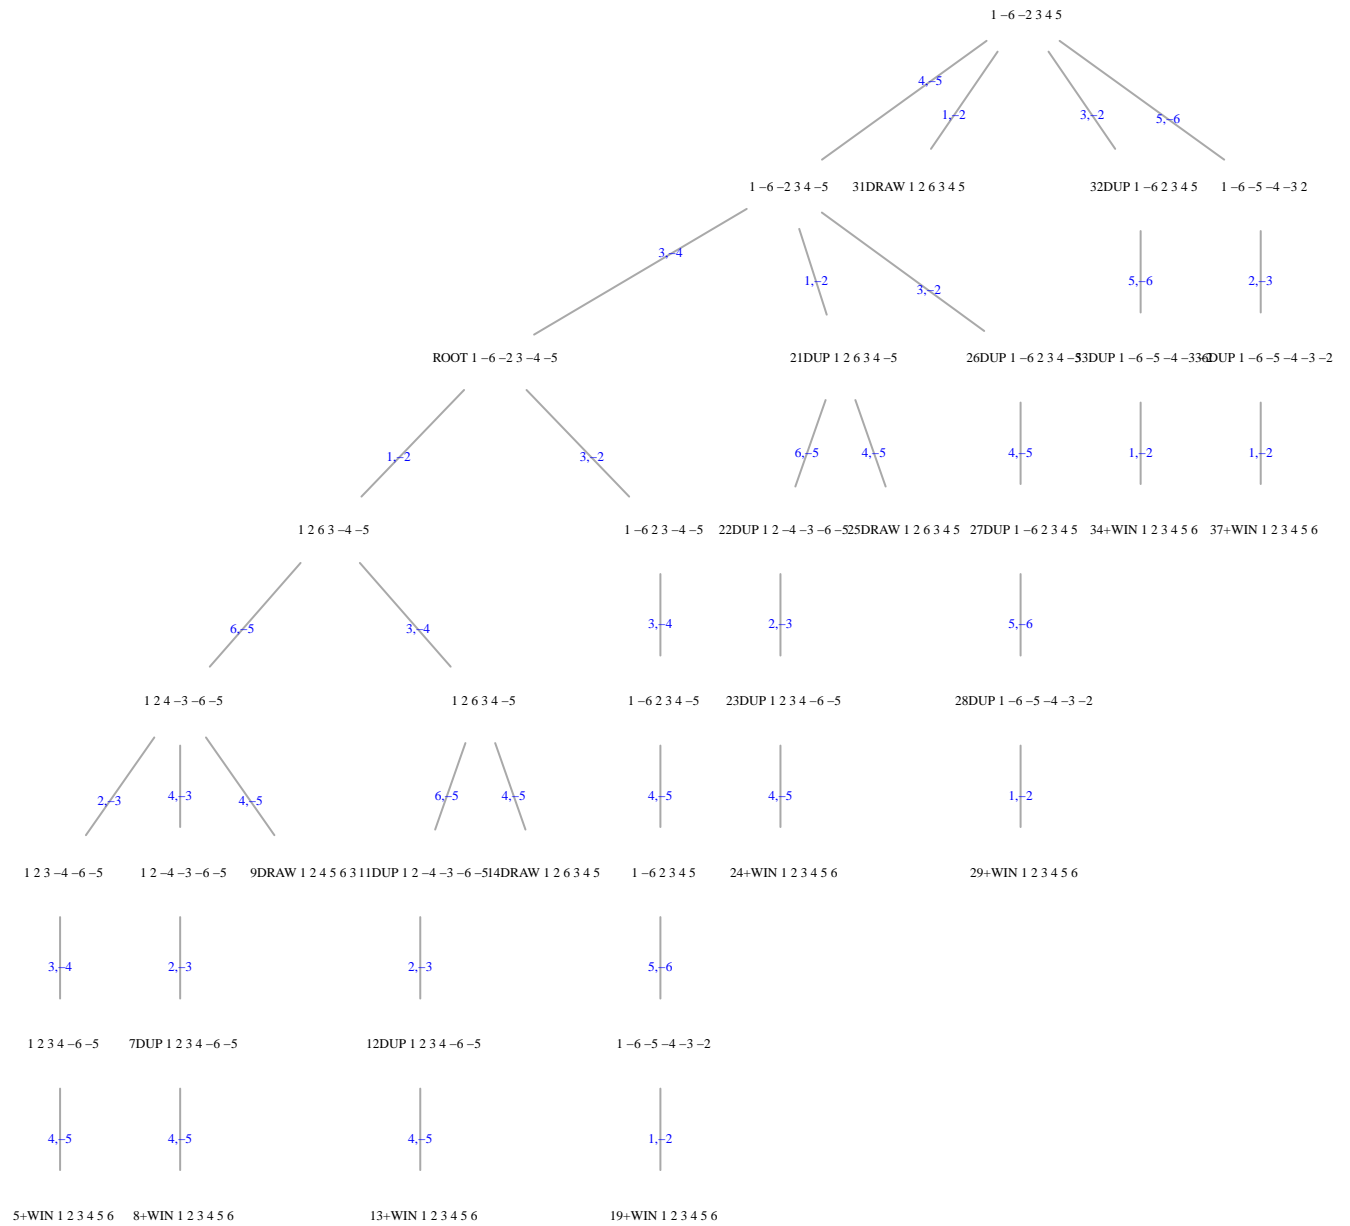 1 −6 −2 3 4 5
4,−5
1,−2
3,−2
5,−6
1 −6 −2 3 4 −5
31DRAW 1 2 6 3 4 5
32DUP 1 −6 2 3 4 5
1 −6 −5 −4 −3 2
3,−4
1,−2
3,−2
5,−6
2,−3
ROOT 1 −6 −2 3 −4 −5
21DUP 1 2 6 3 4 −5
26DUP 1 −6 2 3 4 −5
33DUP 1 −6 −5 −4 −3 −2
36DUP 1 −6 −5 −4 −3 −2
1,−2
3,−2
6,−5
4,−5
4,−5
1,−2
1,−2
1 2 6 3 −4 −5
1 −6 2 3 −4 −5
22DUP 1 2 −4 −3 −6 −5
25DRAW 1 2 6 3 4 5
27DUP 1 −6 2 3 4 5
34+WIN 1 2 3 4 5 6
37+WIN 1 2 3 4 5 6
6,−5
3,−4
3,−4
2,−3
5,−6
1 2 4 −3 −6 −5
1 2 6 3 4 −5
1 −6 2 3 4 −5
23DUP 1 2 3 4 −6 −5
28DUP 1 −6 −5 −4 −3 −2
2,−3
4,−3
4,−5
6,−5
4,−5
4,−5
4,−5
1,−2
1 2 3 −4 −6 −5
1 2 −4 −3 −6 −5
9DRAW 1 2 4 5 6 3
11DUP 1 2 −4 −3 −6 −5
14DRAW 1 2 6 3 4 5
1 −6 2 3 4 5
24+WIN 1 2 3 4 5 6
29+WIN 1 2 3 4 5 6
3,−4
2,−3
2,−3
5,−6
1 2 3 4 −6 −5
7DUP 1 2 3 4 −6 −5
12DUP 1 2 3 4 −6 −5
1 −6 −5 −4 −3 −2
4,−5
4,−5
4,−5
1,−2
5+WIN 1 2 3 4 5 6
8+WIN 1 2 3 4 5 6
13+WIN 1 2 3 4 5 6
19+WIN 1 2 3 4 5 6